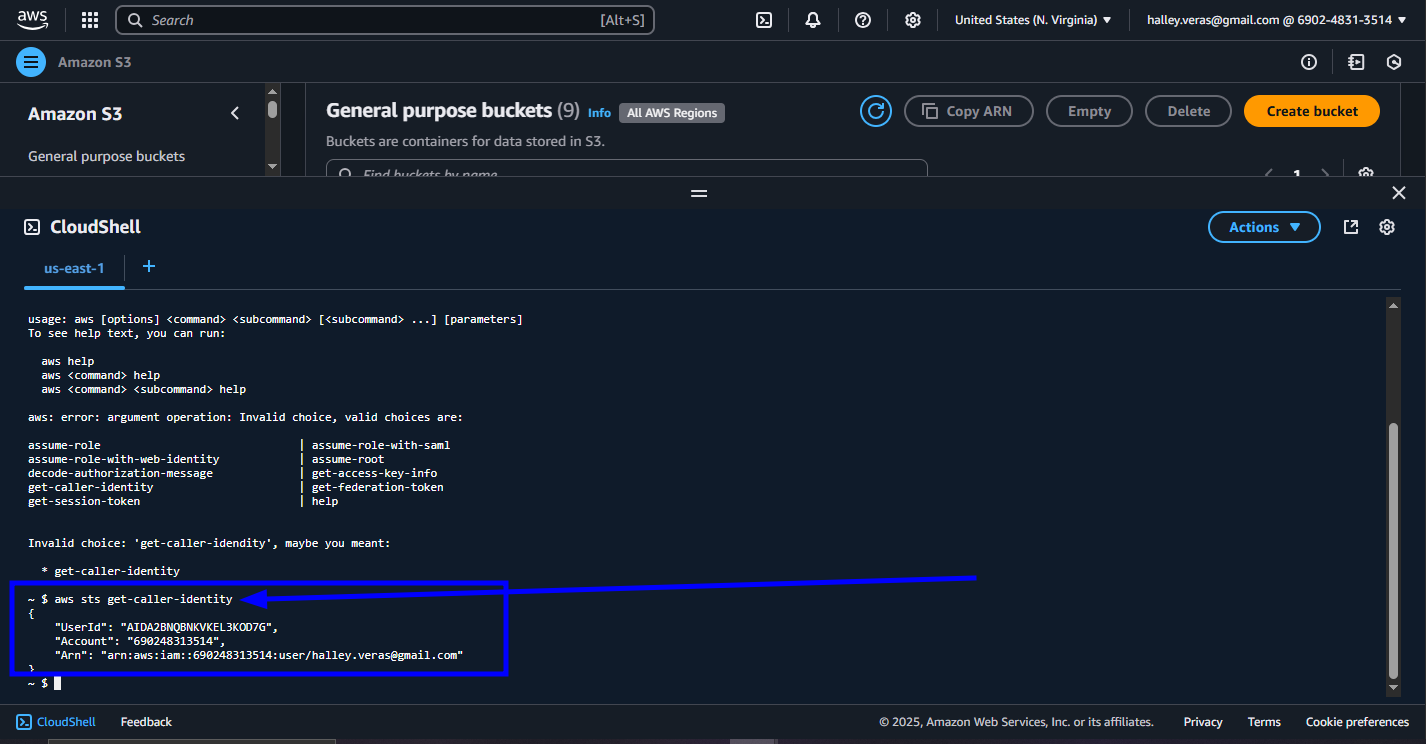 aws
Search [Alt+S]
United States (N. Virginia) ▼
halley.veras@gmail.com @ 6902-4831-3514 ▼
Amazon S3
Amazon S3
General purpose buckets
General purpose buckets (9) Info All AWS Regions
Copy ARN
Empty
Delete
Create bucket
Buckets are containers for data stored in S3.
Find buckets by name
1
CloudShell
Actions ▼
us-east-1 +
usage: aws [options] <command> <subcommand> [<subcommand> ...] [parameters]
To see help text, you can run:
aws help
aws <command> help
aws <command> <subcommand> help
aws: error: argument operation: Invalid choice, valid choices are:
assume-role | assume-role-with-saml
assume-role-with-web-identity | assume-root
decode-authorization-message | get-access-key-info
get-caller-identity | get-federation-token
get-session-token | help
Invalid choice: 'get-caller-idendity', maybe you meant:
* get-caller-identity
~ $ aws sts get-caller-identity
{
"UserId": "AIDA2BNQBNKVKEL3KOD7G",
"Account": "690248313514",
"Arn": "arn:aws:iam::690248313514:user/halley.veras@gmail.com"
}
~ $
CloudShell Feedback © 2025, Amazon Web Services, Inc. or its affiliates. Privacy Terms Cookie preferences